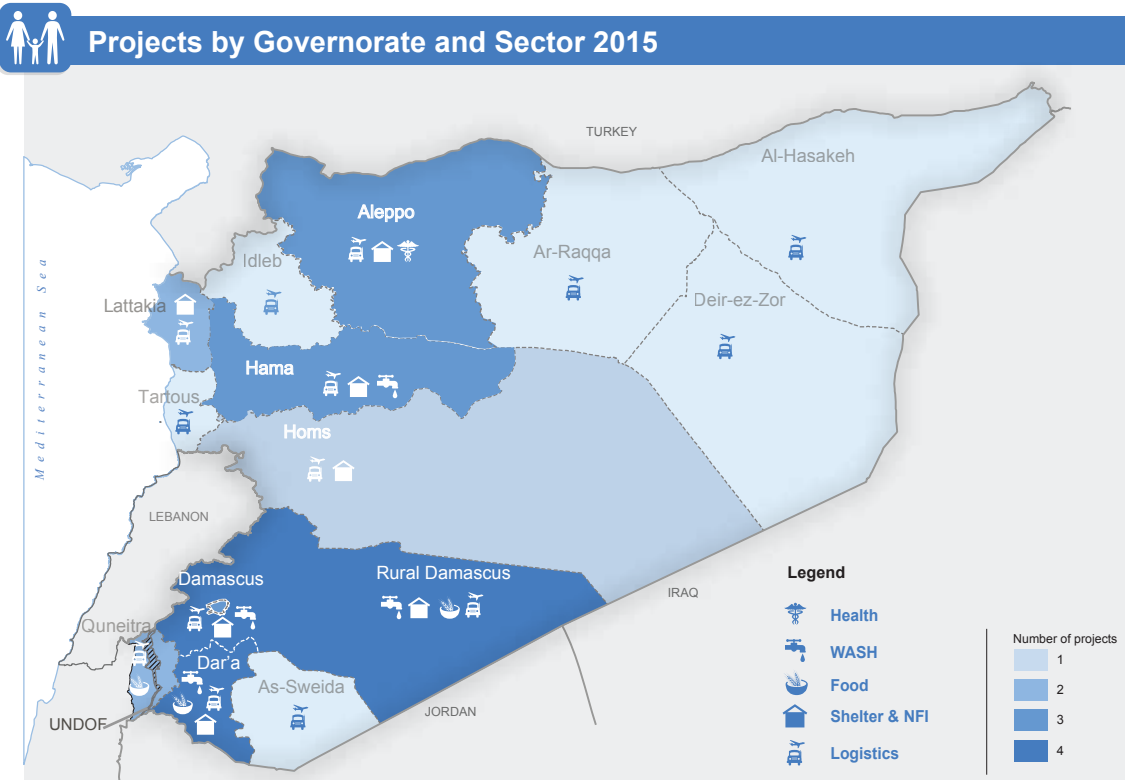 Projects by Governorate and Sector 2015
TURKEY
Al-Hasakeh
Aleppo
Ar-Raqqa
Idleb
Mediterranean Sea
Lattakia
Deir-ez-Zor
Hama
Tartous
Homs
LEBANON
Damascus
Rural Damascus
IRAQ
Quneitra
Dar'a
As-Sweida
JORDAN
UNDOF
Legend
Health
WASH
Food
Shelter & NFI
Logistics
Number of projects
1
2
3
4